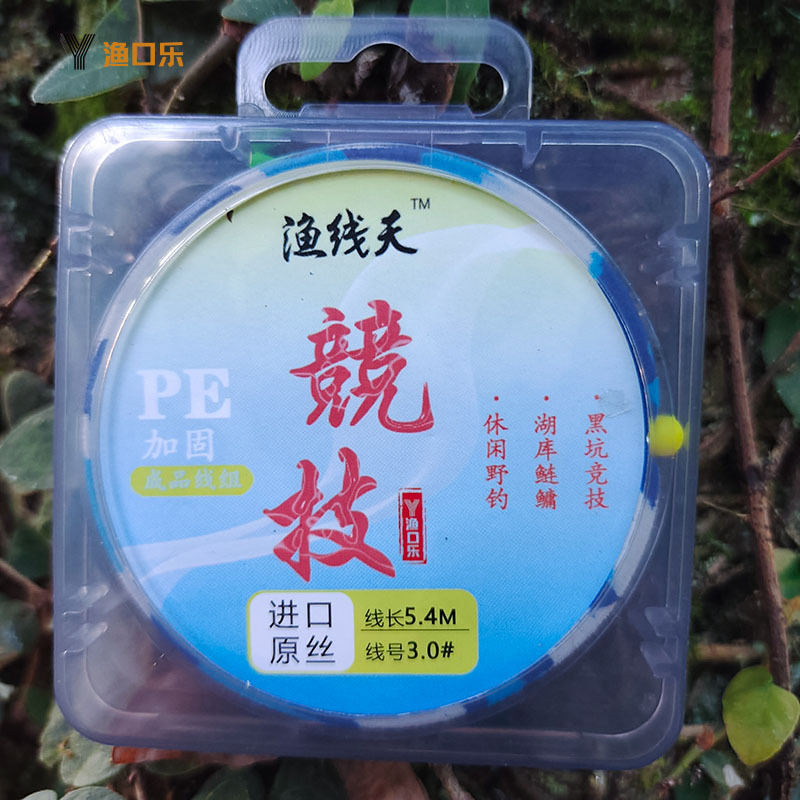 渔口乐
渔线天™
競技
PE
加固
成品线组
渔口乐
· 黑坑竞技
· 湖库鲢鳙
· 休闲野钓
进口
原丝
线长5.4M
线号3.0#